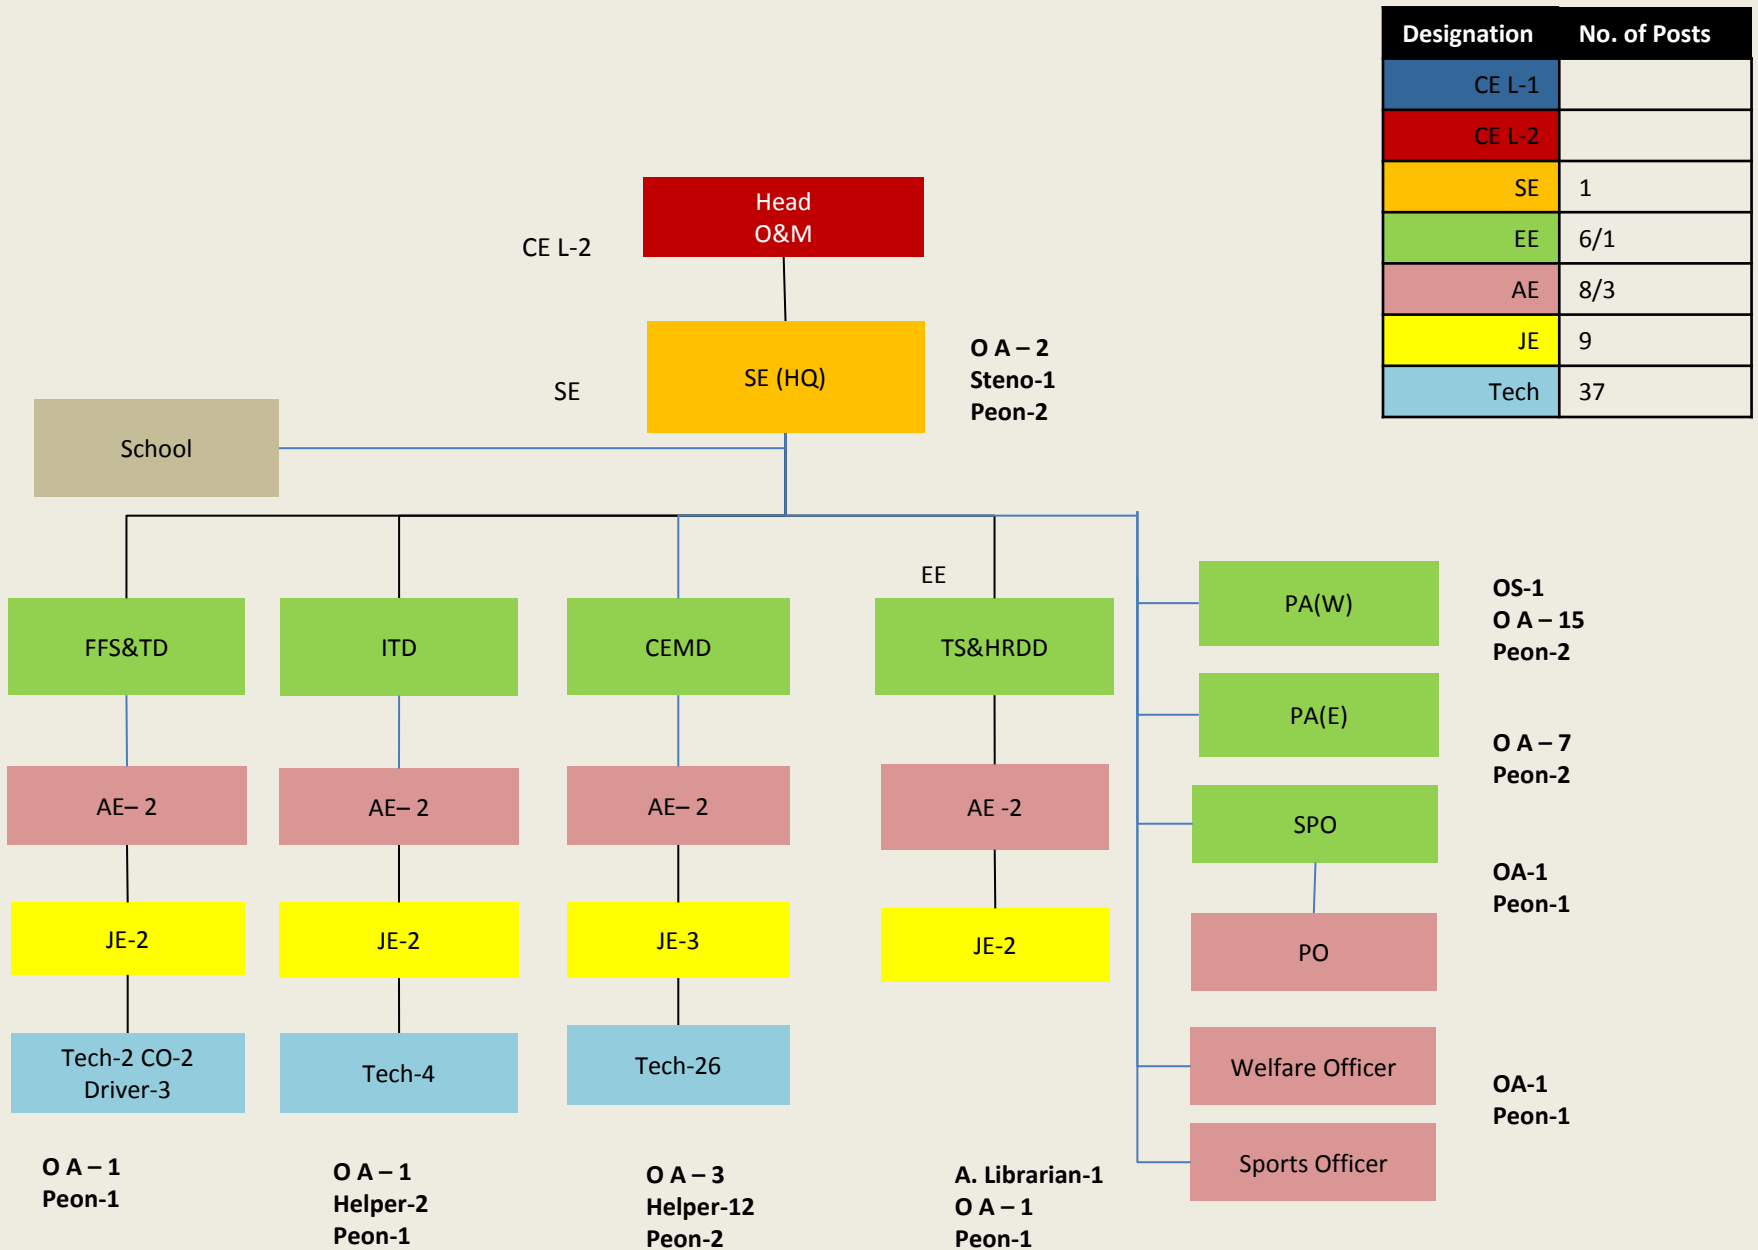 Designation No. of Posts
CE L-1
CE L-2
SE 1
EE 6/1
AE 8/3
JE 9
Tech 37
Head
O&M
CE L-2
SE (HQ)
SE
O A – 2
Steno-1
Peon-2
School
EE
FFS&TD
ITD
CEMD
TS&HRDD
PA(W)
OS-1
O A – 15
Peon-2
PA(E)
O A – 7
Peon-2
AE– 2
AE– 2
AE– 2
AE -2
SPO
OA-1
Peon-1
JE-2
JE-2
JE-3
JE-2
PO
Tech-2 CO-2
Driver-3
Tech-4
Tech-26
Welfare Officer
OA-1
Peon-1
Sports Officer
O A – 1
Peon-1
O A – 1
Helper-2
Peon-1
O A – 3
Helper-12
Peon-2
A. Librarian-1
O A – 1
Peon-1